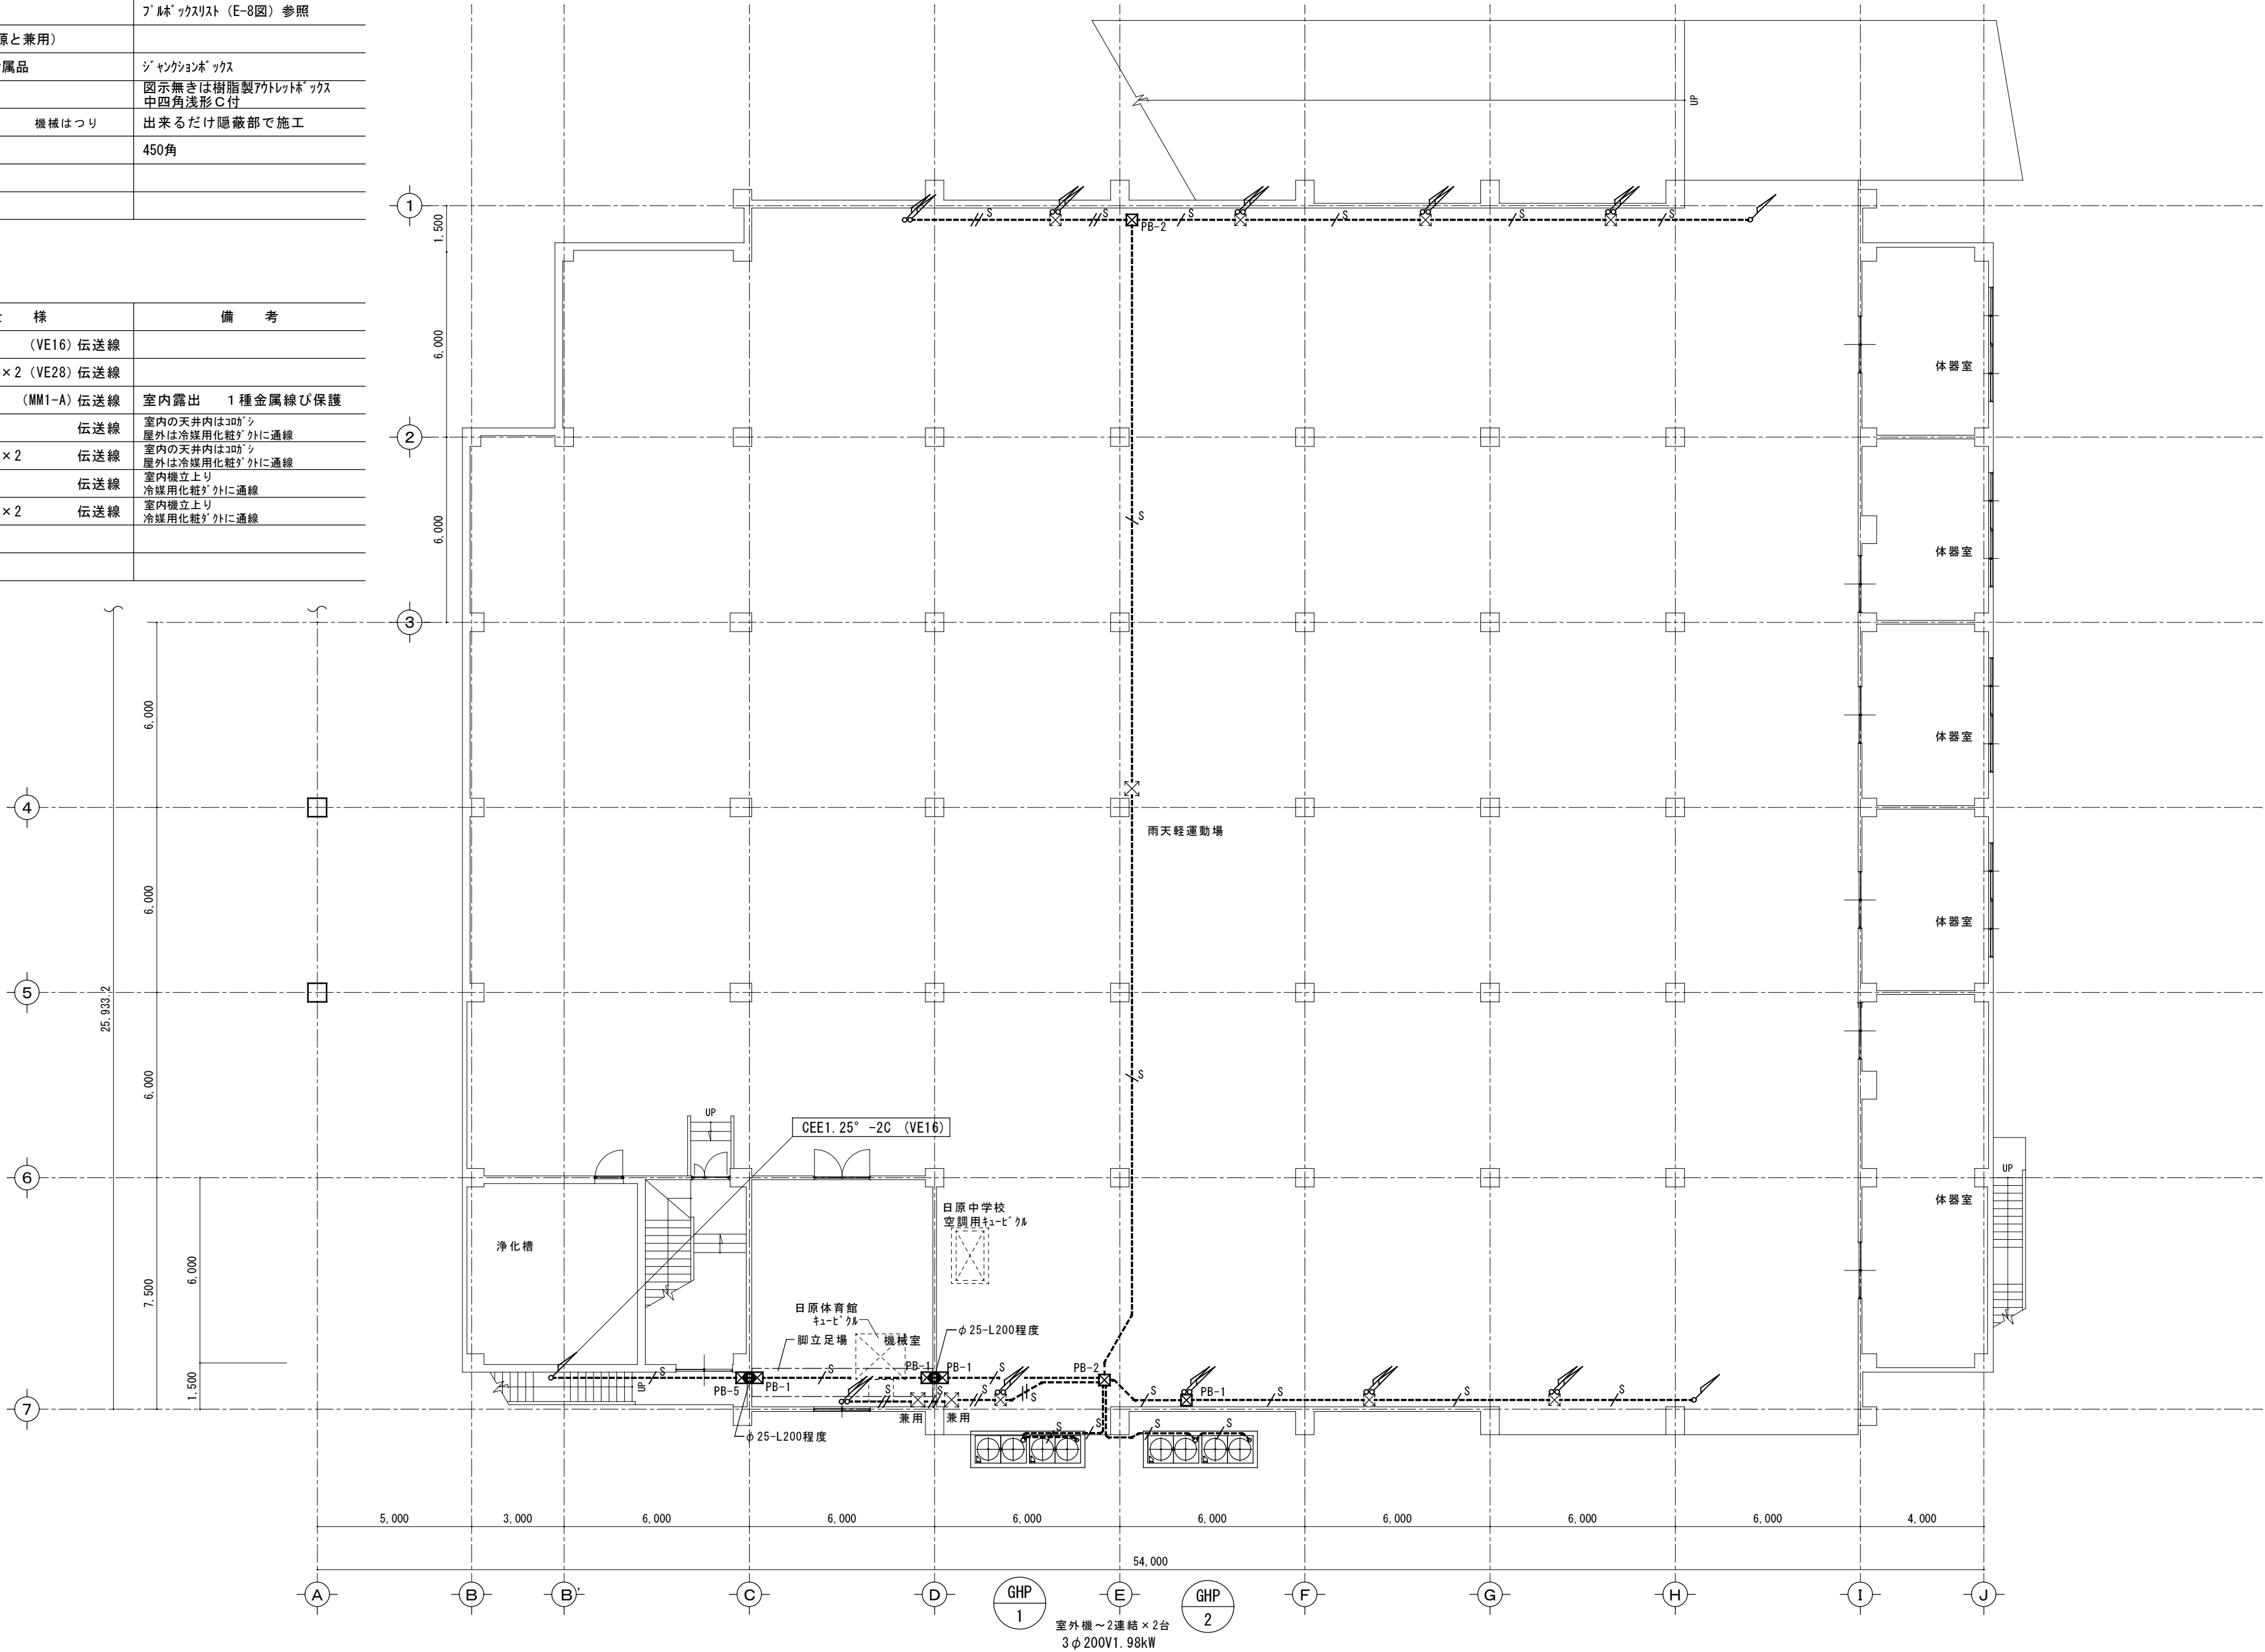 プルボックスリスト（E-8図）参照
源と兼用）
属品 ジャンクションボックス
図示無きは樹脂製アウトレットボックス
中四角浅形C付
機械はつり 出来るだけ隠蔽部で施工
450角
様 備 考
（VE16）伝送線
×2（VE28）伝送線
（MM1-A）伝送線 室内露出 1種金属線ぴ保護
伝送線 室内の天井内はコロガシ
屋外は冷媒用化粧ダクトに通線
×2 伝送線 室内の天井内はコロガシ
屋外は冷媒用化粧ダクトに通線
伝送線 室内機立上り
冷媒用化粧ダクトに通線
×2 伝送線 室内機立上り
冷媒用化粧ダクトに通線
UP
1
1,500
S S S S S S
PB-2
6,000
体器室
2
6,000
S
体器室
3
6,000
体器室
4
雨天軽運動場
6,000
体器室
5
25,933.2
6,000
S
UP
CEE1.25°-2C （VE16）
6
UP
体器室
日原中学校
空調用キュービクル
浄化槽
6,000
7,500
日原体育館
キュービクル
脚立足場
機械室
φ25-L200程度
1,500
UP
S
PB-5
PB-1
S
PB-1
PB-1
S
PB-2
S
S
S
S
S
PB-1
S
S
S
S
7
兼用
兼用
φ25-L200程度
S
S
S
S
5,000 3,000 6,000 6,000 6,000 6,000 6,000 6,000 6,000 4,000
54,000
A B B' C D E F G H I J
GHP
1
GHP
2
室外機～2連結×2台
3φ200V1.98kW